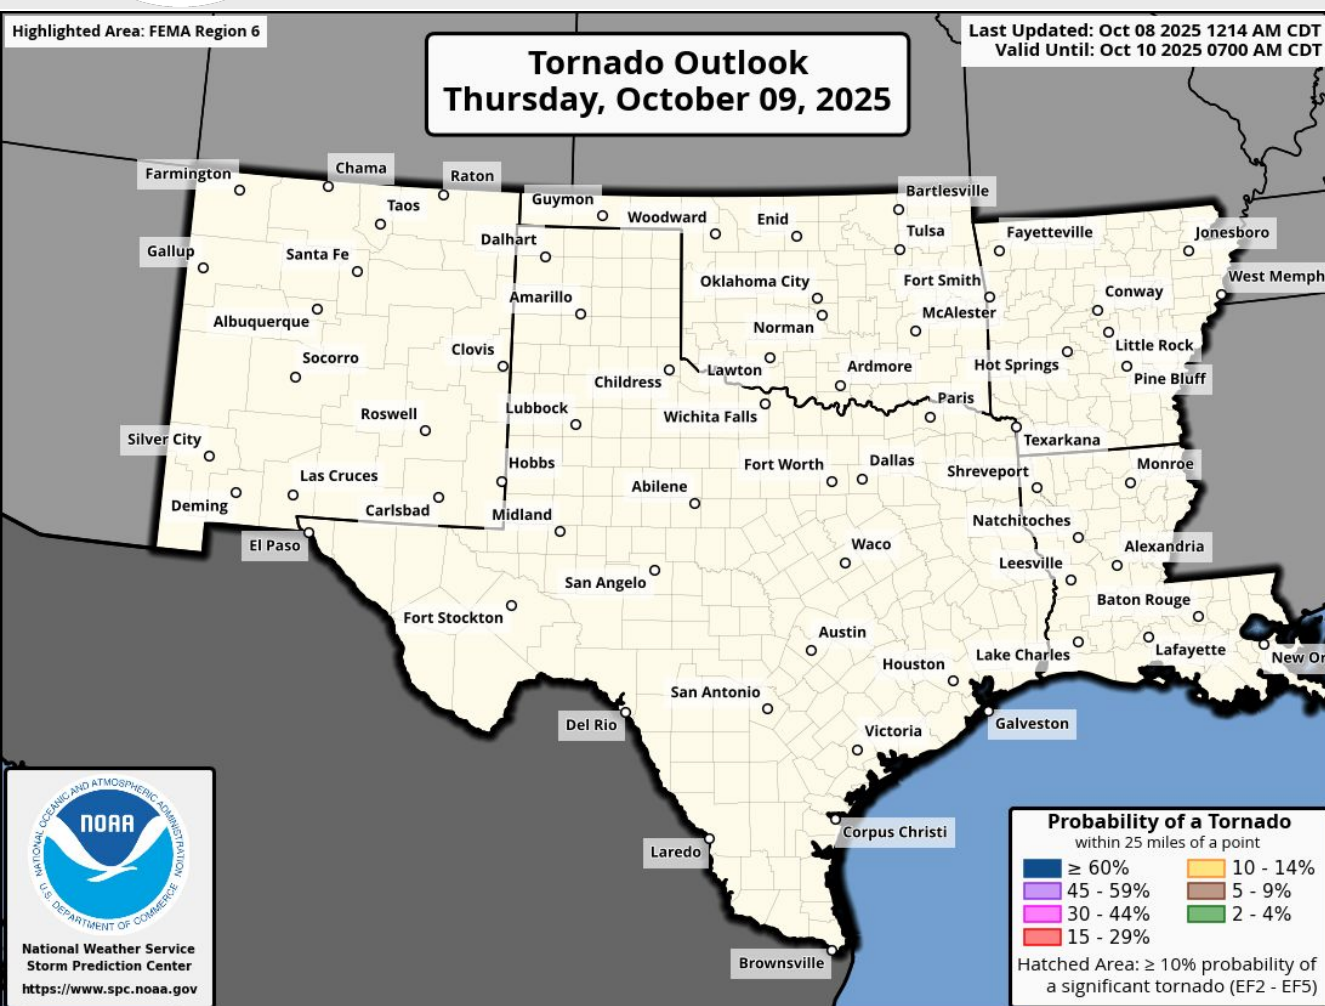 Highlighted Area: FEMA Region 6
Last Updated: Oct 08 2025 1214 AM CDT
Valid Until: Oct 10 2025 0700 AM CDT
Tornado Outlook
Thursday, October 09, 2025
Farmington
Chama
Raton
Taos
Guymon
Woodward
Enid
Bartlesville
Tulsa
Fayetteville
Jonesboro
Gallup
Santa Fe
Dalhart
Oklahoma City
Fort Smith
Conway
West Memph
Amarillo
Albuquerque
Norman
McAlester
Little Rock
Socorro
Clovis
Childress
Lawton
Ardmore
Hot Springs
Pine Bluff
Roswell
Lubbock
Wichita Falls
Paris
Texarkana
Silver City
Las Cruces
Hobbs
Fort Worth
Dallas
Shreveport
Monroe
Deming
Carlsbad
Abilene
Midland
Natchitoches
El Paso
San Angelo
Waco
Leesville
Alexandria
Fort Stockton
Baton Rouge
Austin
Houston
Lake Charles
Lafayette
New Or
San Antonio
Del Rio
Victoria
Galveston
Laredo
Corpus Christi
Brownsville
NATIONAL OCEANIC AND ATMOSPHERIC ADMINISTRATION
NOAA
U.S. DEPARTMENT OF COMMERCE
National Weather Service
Storm Prediction Center
https://www.spc.noaa.gov
Probability of a Tornado
within 25 miles of a point
≥ 60%
10 - 14%
45 - 59%
5 - 9%
30 - 44%
2 - 4%
15 - 29%
Hatched Area: ≥ 10% probability of
a significant tornado (EF2 - EF5)